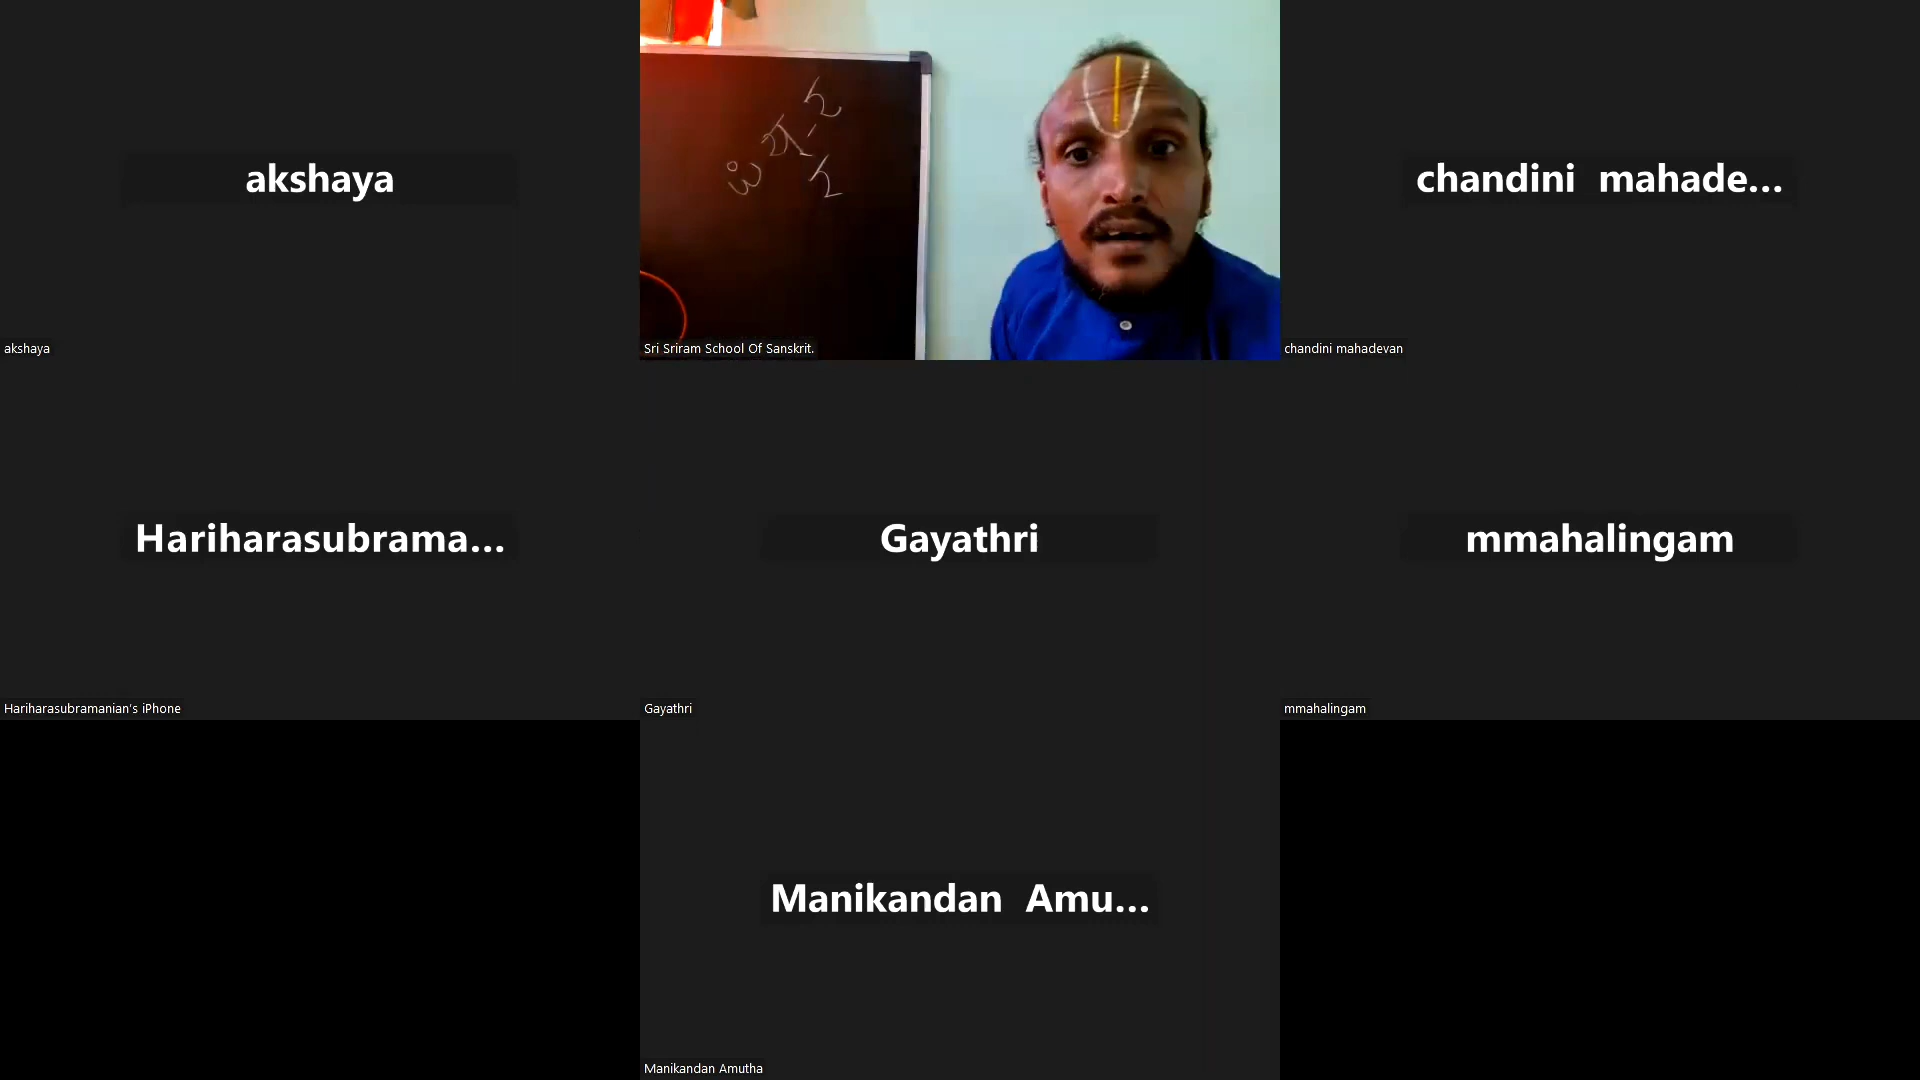 akshaya
chandini mahade...
akshaya
Sri Sriram School Of Sanskrit.
chandini mahadevan
Hariharasubrama...
Gayathri
mmahalingam
Hariharasubramanian's iPhone
Gayathri
mmahalingam
Manikandan Amu...
Manikandan Amutha